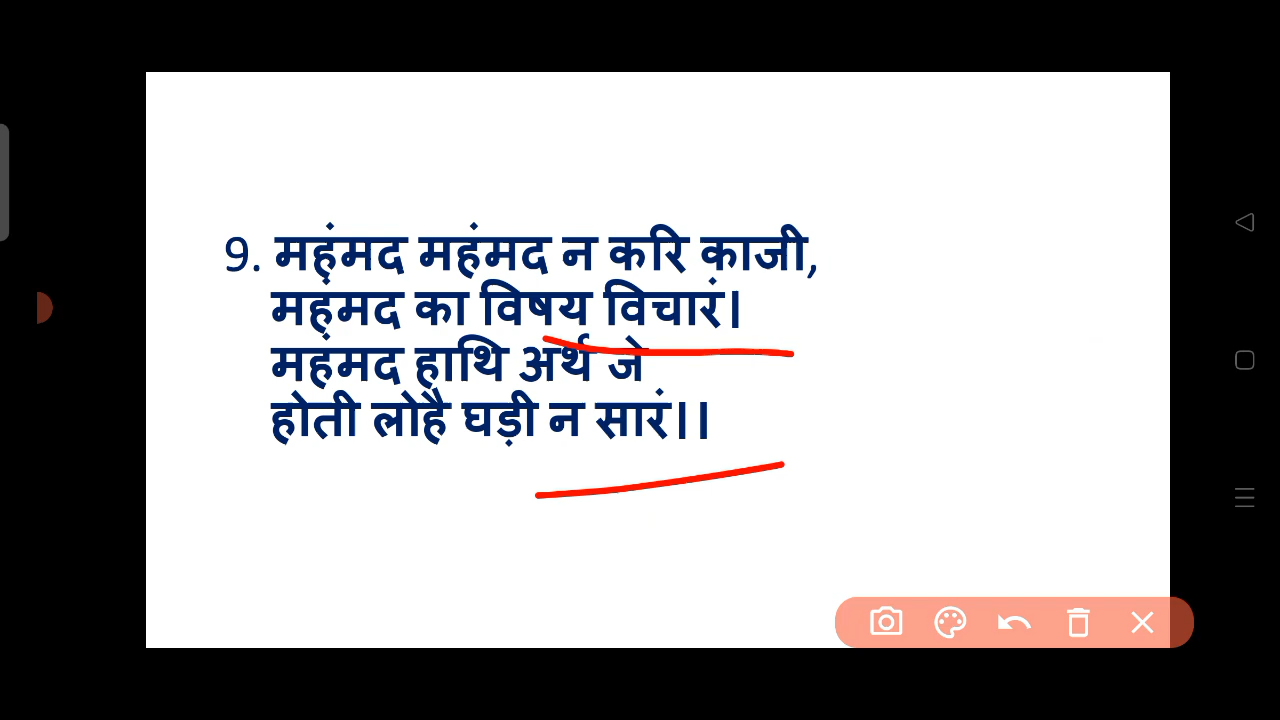 9. महंमद महंमद न करि काजी,
महंमद का विषय विचारं।
महंमद हाथि अर्थ जे
होती लोहै घड़ी न सारं।।